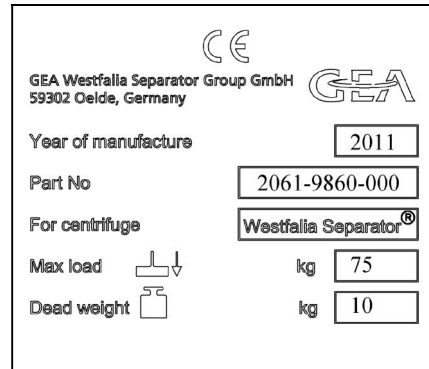 CE
GEA Westfalia Separator Group GmbH
59302 Oelde, Germany
GEA
Year of manufacture 2011
Part No 2061-9860-000
For centrifuge Westfalia Separator®
Max load kg 75
Dead weight kg 10